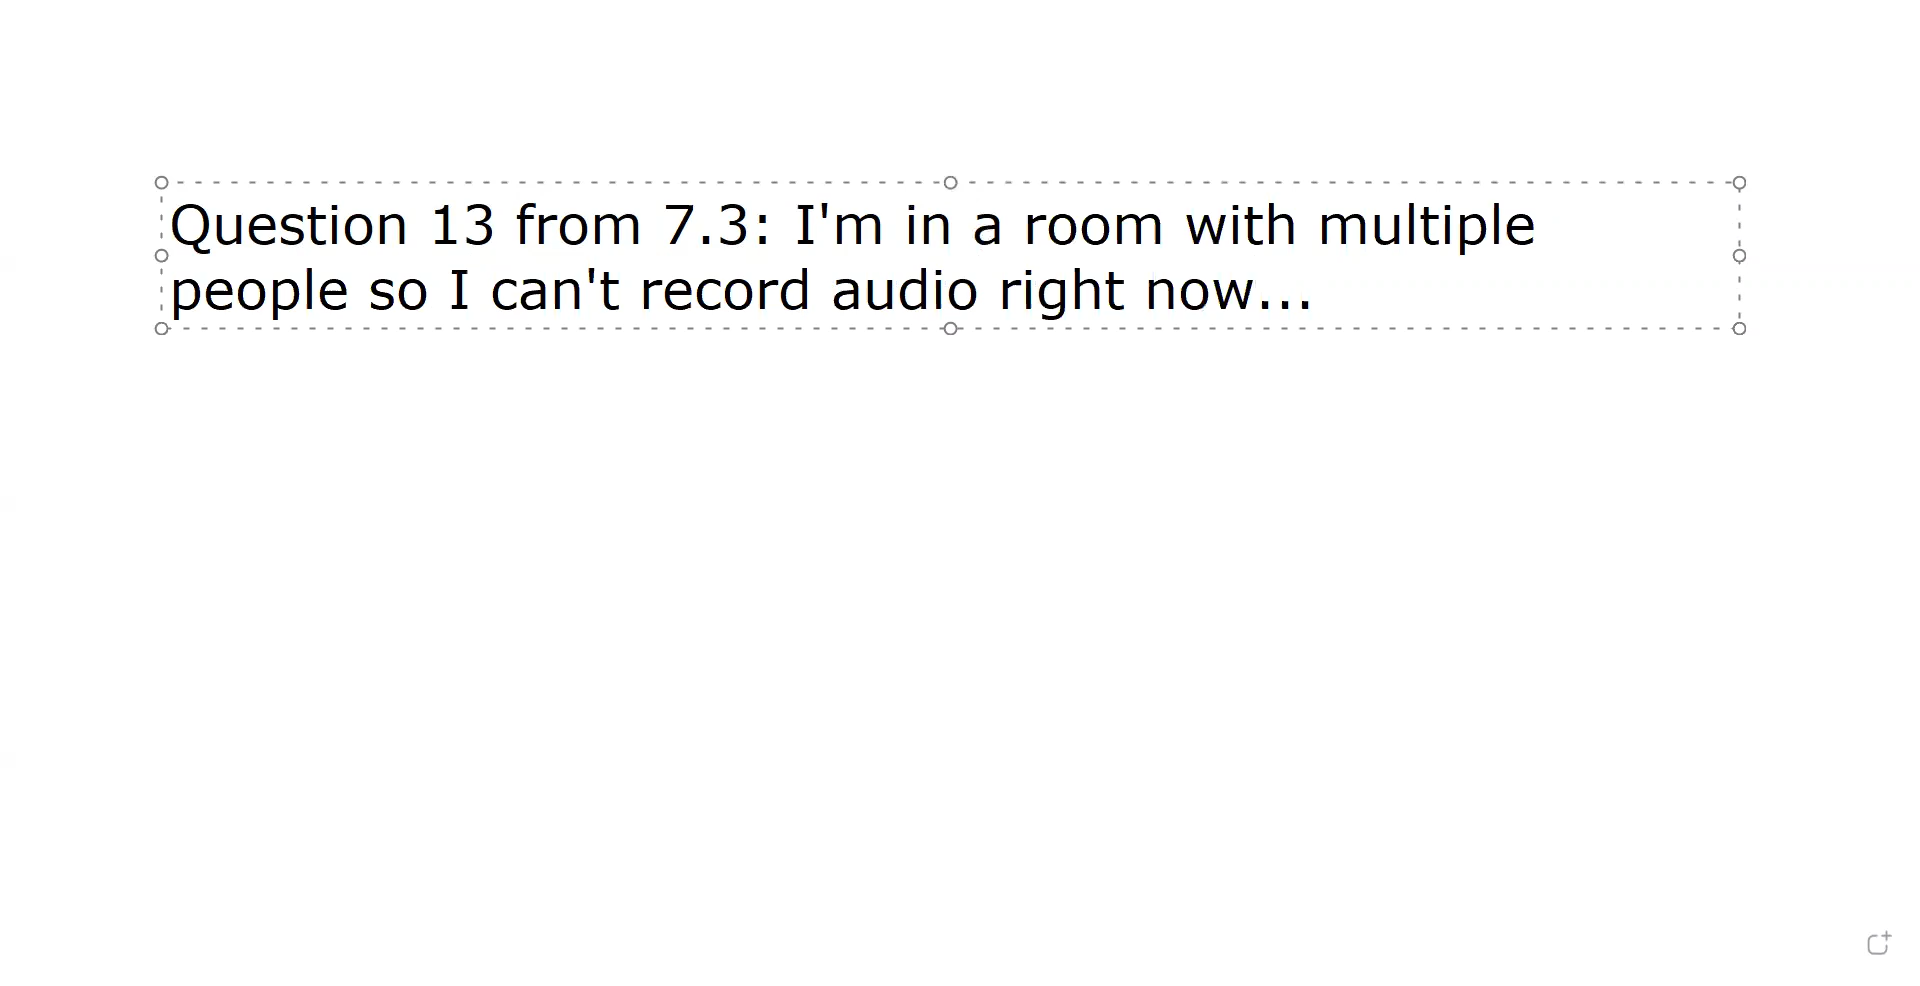 Question 13 from 7.3: I'm in a room with multiple
people so I can't record audio right now...